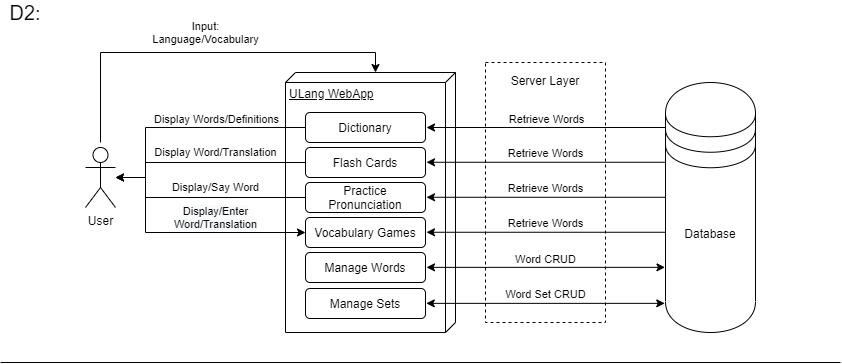 D2:
Input:
Language/Vocabulary
Server Layer
ULang WebApp
Display Words/Definitions
Dictionary
Retrieve Words
Display Word/Translation
Flash Cards
Retrieve Words
Display/Say Word
Practice
Pronunciation
Retrieve Words
User
Display/Enter
Word/Translation
Vocabulary Games
Retrieve Words
Database
Manage Words
Word CRUD
Manage Sets
Word Set CRUD